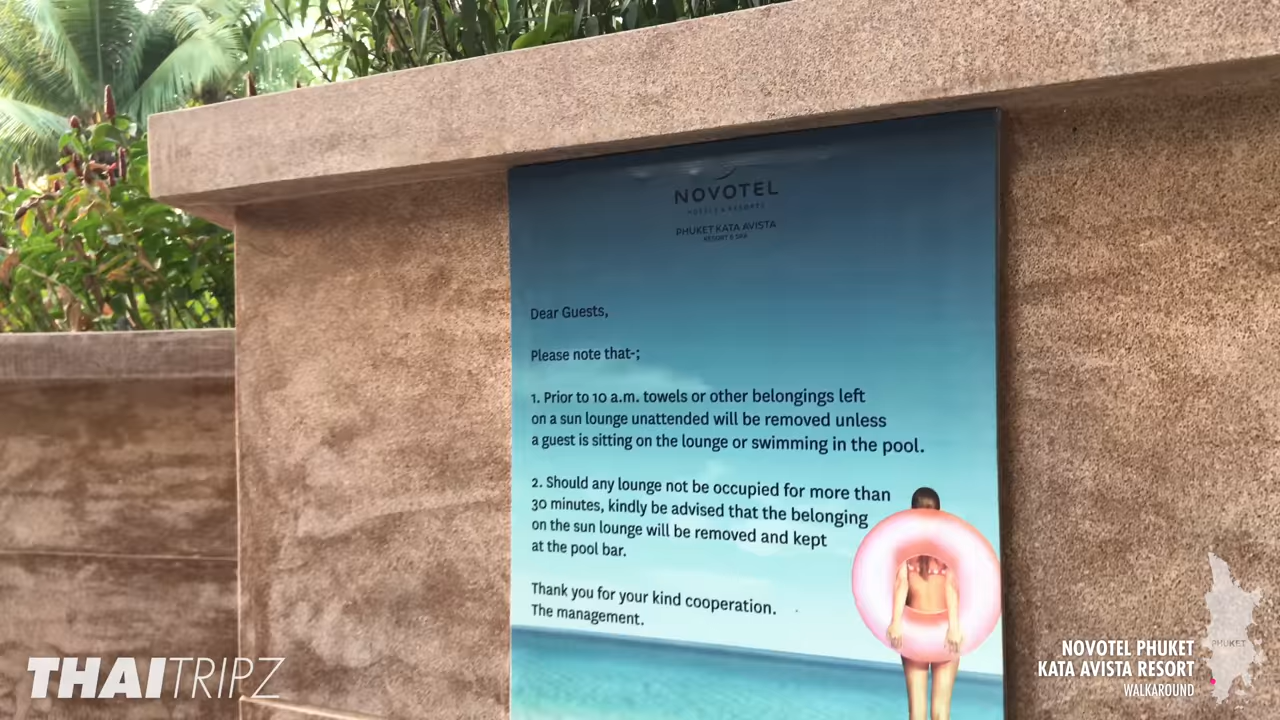 NOVOTEL
HOTELS & RESORTS
PHUKET KATA AVISTA
RESORT & SPA
Dear Guests,
Please note that-;
1. Prior to 10 a.m. towels or other belongings left
on a sun lounge unattended will be removed unless
a guest is sitting on the lounge or swimming in the pool.
2. Should any lounge not be occupied for more than
30 minutes, kindly be advised that the belonging
on the sun lounge will be removed and kept
at the pool bar.
Thank you for your kind cooperation.
The management.
THAITRIPZ
PHUKET
NOVOTEL PHUKET
KATA AVISTA RESORT
WALKAROUND